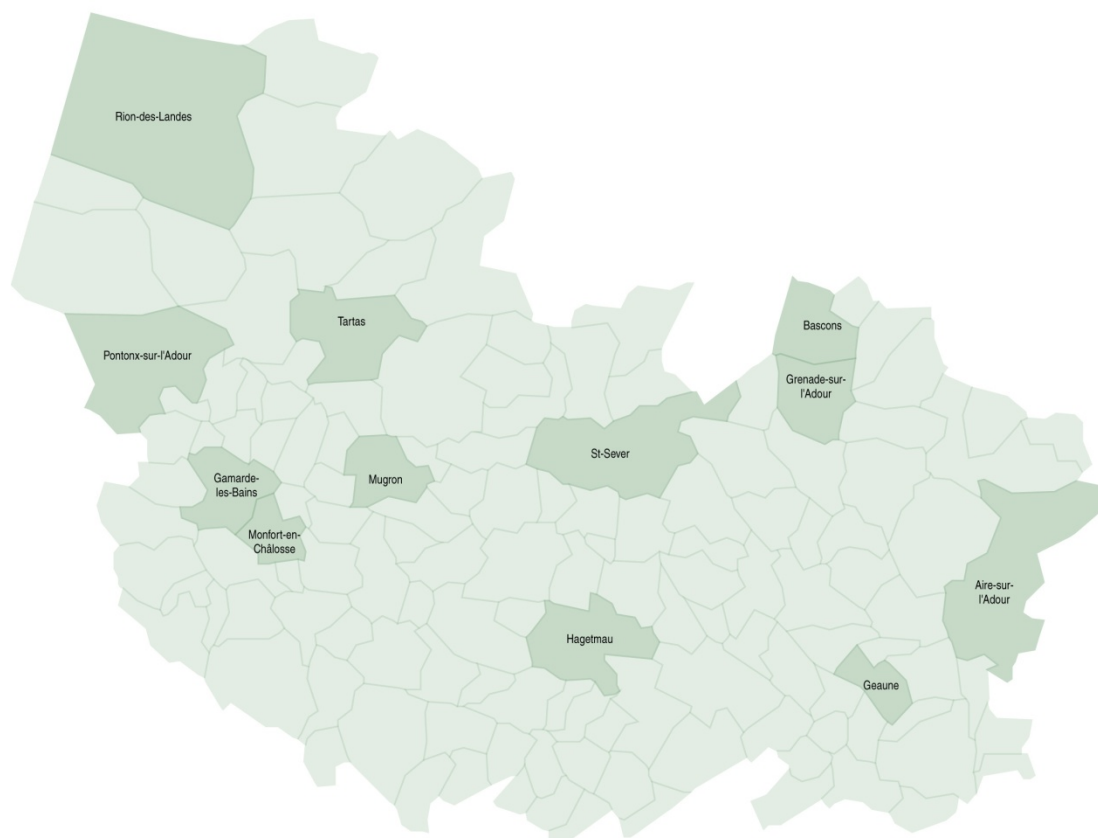 Rion-des-Landes
Tartas
Bascons
Pontonx-sur-l'Adour
Grenade-sur-
l'Adour
St-Sever
Mugron
Gamarde-
les-Bains
Monfort-en-
Châlosse
Aire-sur-
l'Adour
Hagetmau
Geaune